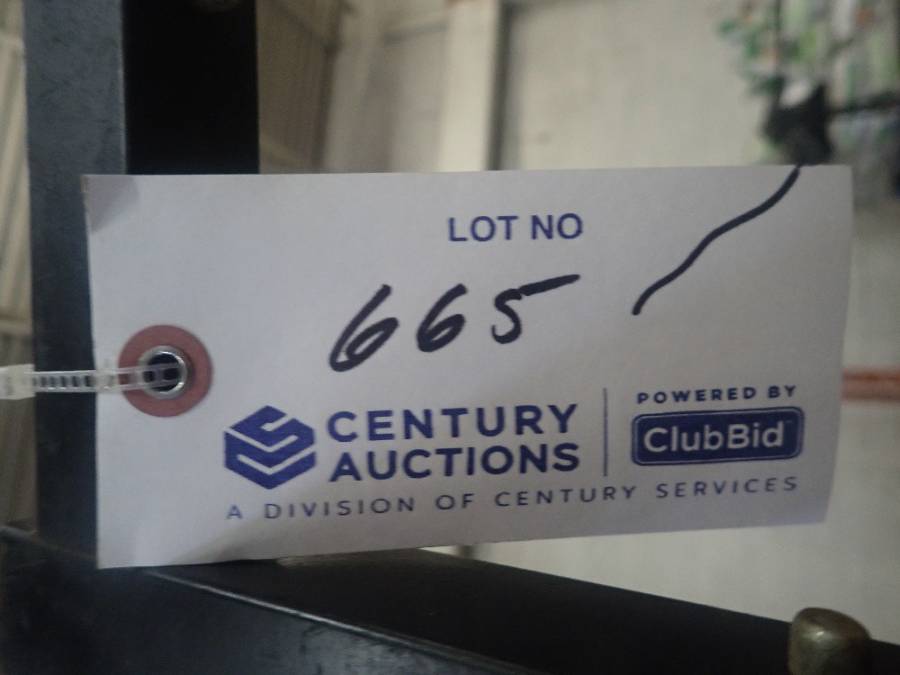 LOT NO
665
CENTURY
AUCTIONS
A DIVISION OF CENTURY SERVICES
POWERED BY
ClubBid